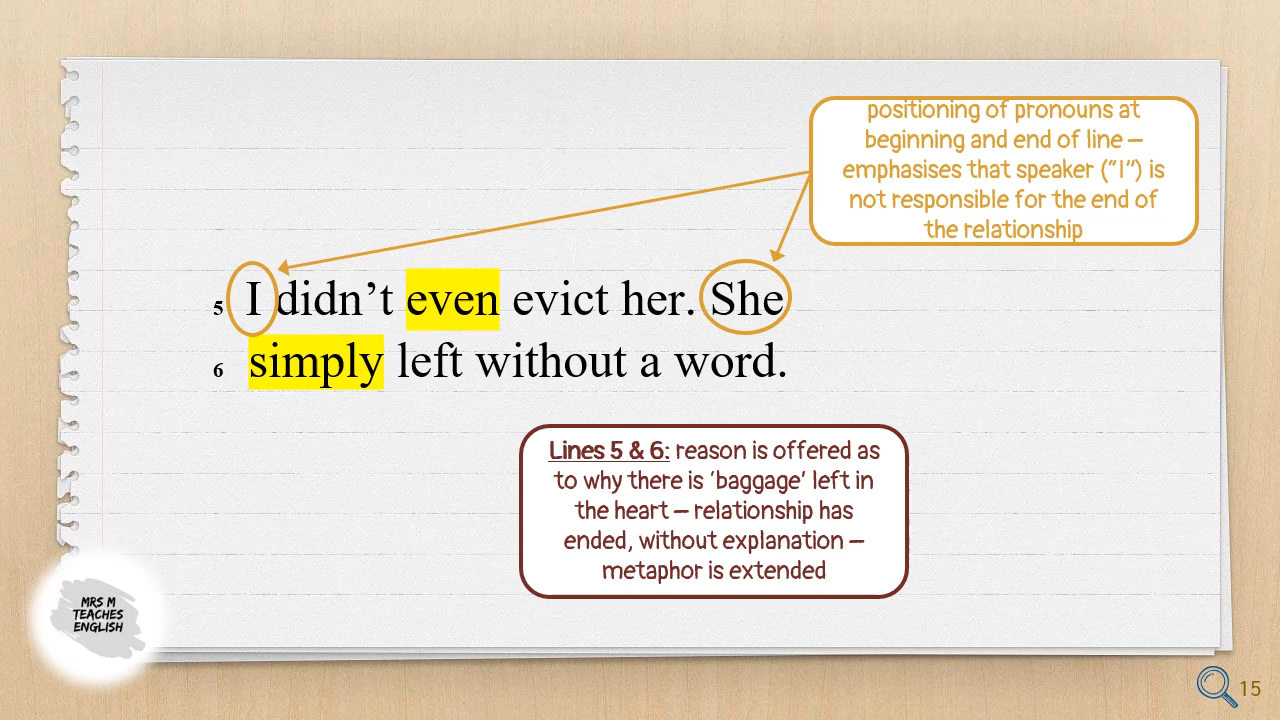 positioning of pronouns at
beginning and end of line –
emphasises that speaker (“I”) is
not responsible for the end of
the relationship
5 I didn’t even evict her. She
6 simply left without a word.
Lines 5 & 6: reason is offered as
to why there is ‘baggage’ left in
the heart – relationship has
ended, without explanation –
metaphor is extended
MRS M
TEACHES
ENGLISH
15